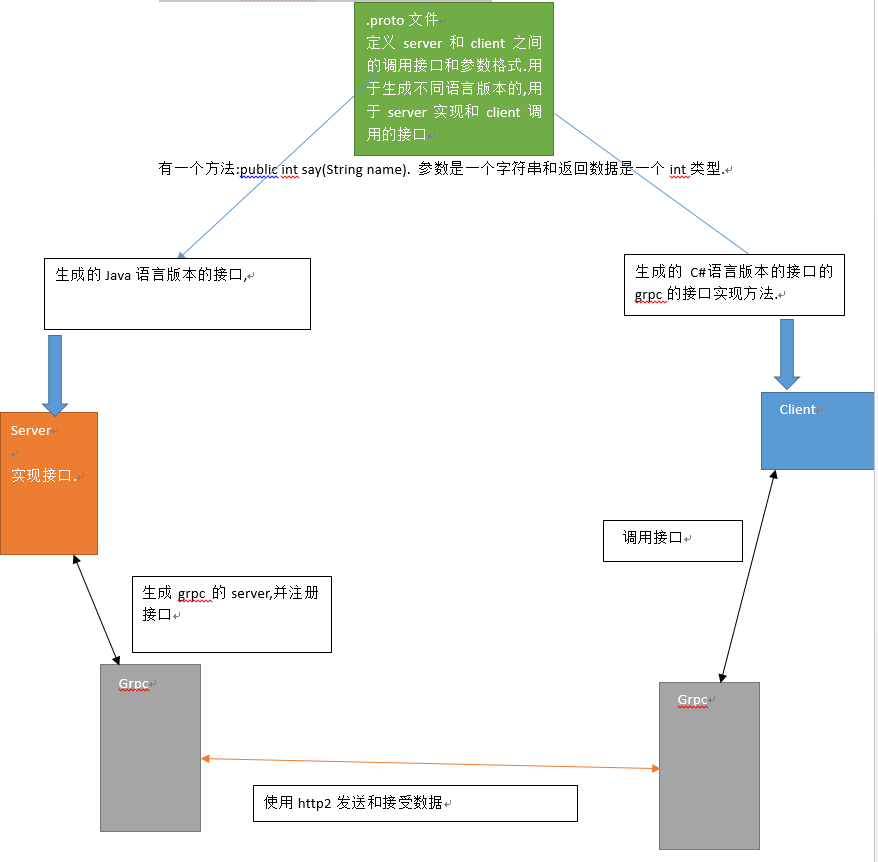 .proto 文件
定义 server 和 client 之间
的调用接口和参数格式.用
于生成不同语言版本的,用
于 server 实现和 client 调
用的接口
有一个方法:public int say(String name). 参数是一个字符串和返回数据是一个 int 类型.
生成的 Java 语言版本的接口,
生成的 C#语言版本的接口的
grpc 的接口实现方法.
Server
实现接口.
Client
调用接口
生成 grpc 的 server,并注册
接口
Grpc
Grpc
使用 http2 发送和接受数据